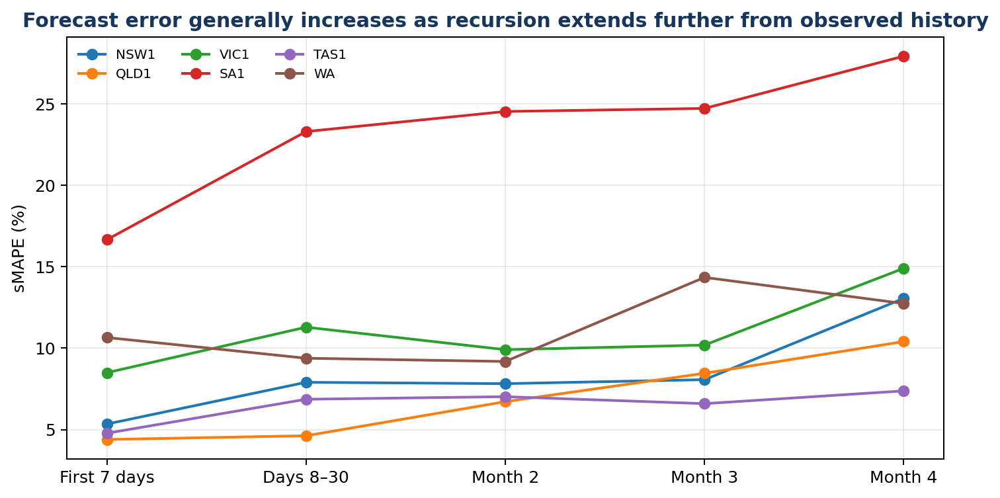 Forecast error generally increases as recursion extends further from observed history
NSW1 VIC1 TAS1
QLD1 SA1 WA
25
20
15
10
5
sMAPE (%)
First 7 days Days 8–30 Month 2 Month 3 Month 4